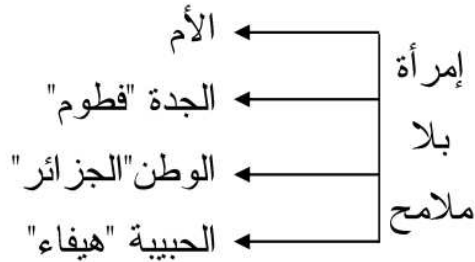 إمرأة
بلا
ملامح
الأم
الجدة "فطوم"
الوطن"الجزائر"
الحبيبة "هيفاء"